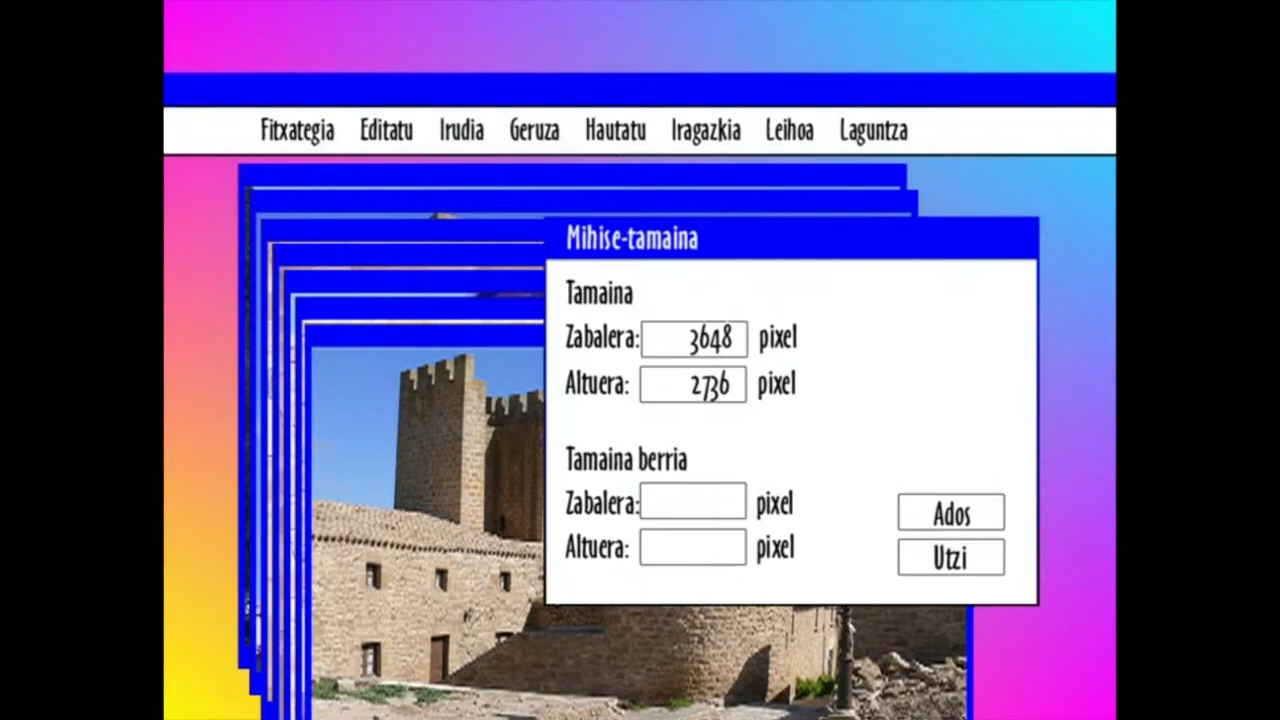 Fitxategia Editatu Irudia Geruza Hautatu Iragazkia Leihoa Laguntza
Mihise-tamaina
Tamaina
Zabalera: 3648 pixel
Altuera: 2736 pixel
Tamaina berria
Zabalera: pixel
Altuera: pixel
Ados
Utzi